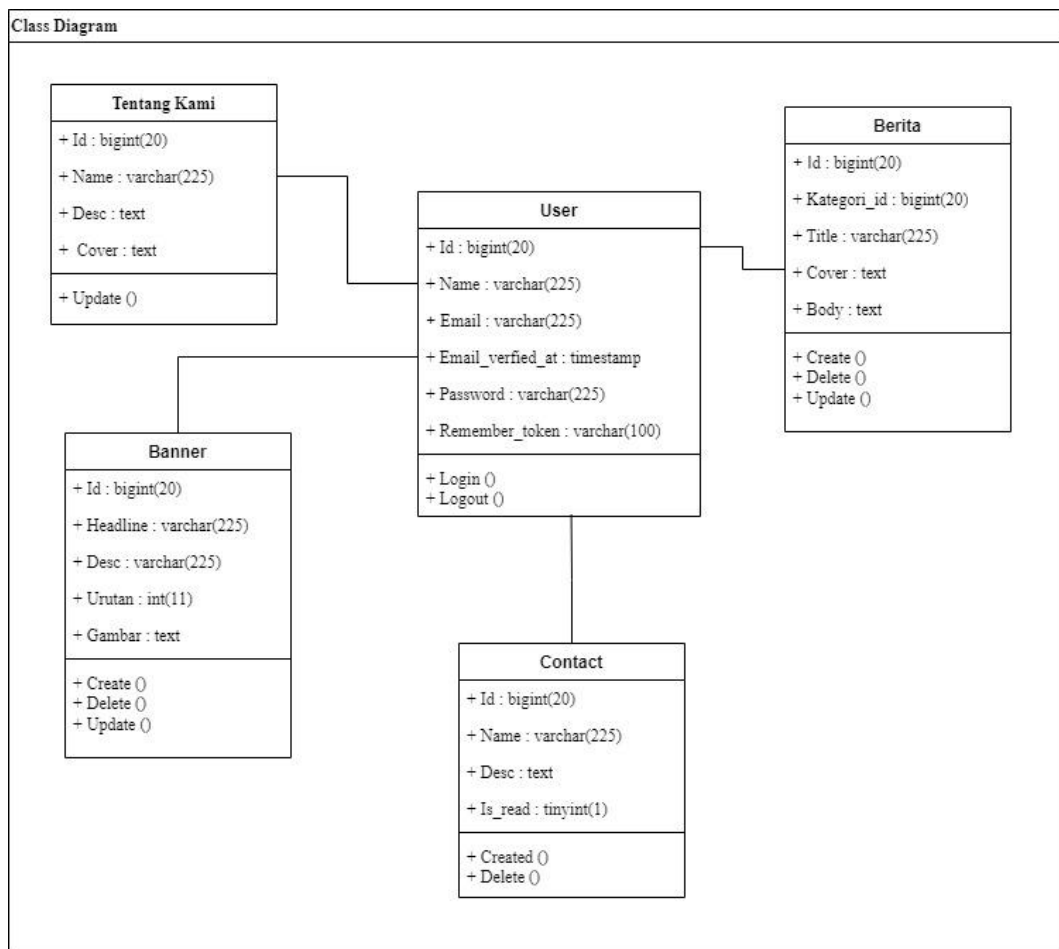 Class Diagram
Tentang Kami
+ Id : bigint(20)
+ Name : varchar(225)
+ Desc : text
+ Cover : text
+ Update ()
User
+ Id : bigint(20)
+ Name : varchar(225)
+ Email : varchar(225)
+ Email_verfied_at : timestamp
+ Password : varchar(225)
+ Remember_token : varchar(100)
+ Login ()
+ Logout ()
Berita
+ Id : bigint(20)
+ Kategori_id : bigint(20)
+ Title : varchar(225)
+ Cover : text
+ Body : text
+ Create ()
+ Delete ()
+ Update ()
Banner
+ Id : bigint(20)
+ Headline : varchar(225)
+ Desc : varchar(225)
+ Urutan : int(11)
+ Gambar : text
+ Create ()
+ Delete ()
+ Update ()
Contact
+ Id : bigint(20)
+ Name : varchar(225)
+ Desc : text
+ Is_read : tinyint(1)
+ Created ()
+ Delete ()